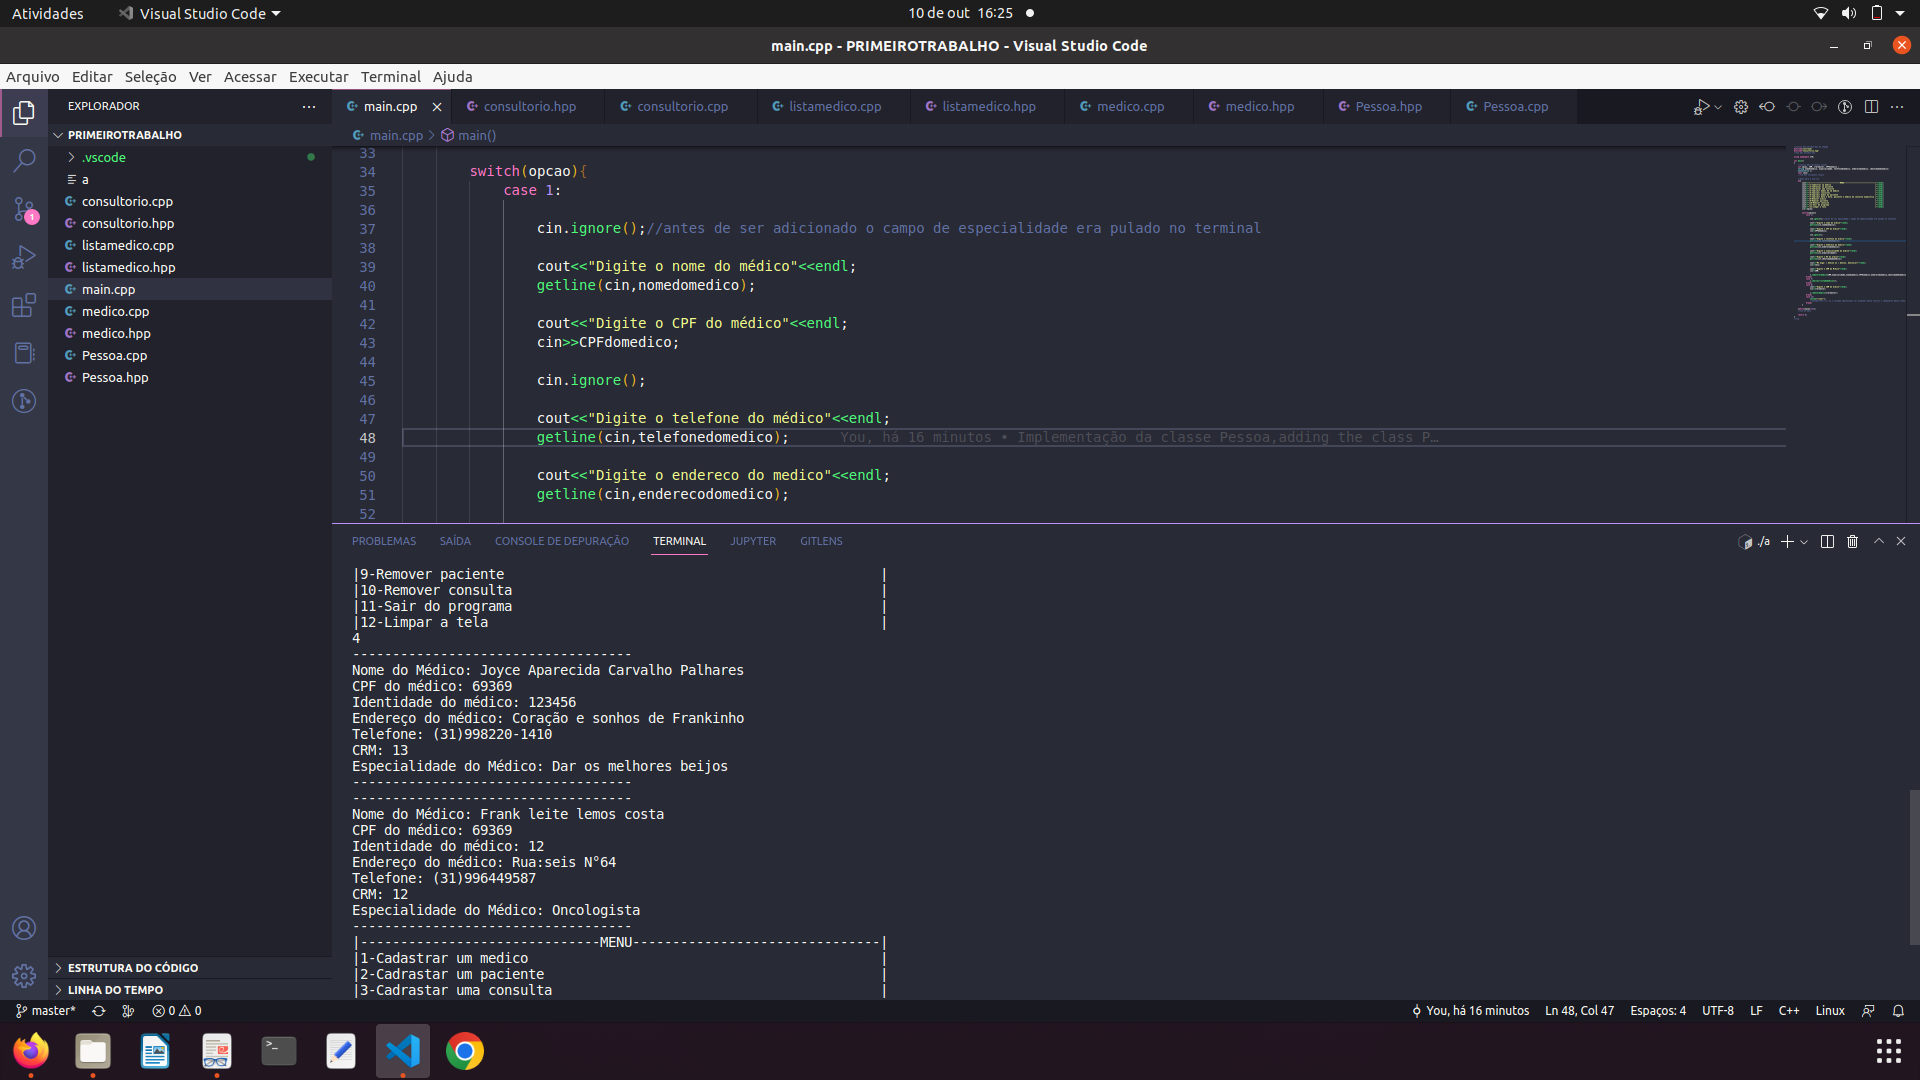 Atividades
Visual Studio Code
10 de out 16:25
main.cpp - PRIMEIROTRABALHO - Visual Studio Code
Arquivo Editar Seleção Ver Acessar Executar Terminal Ajuda
EXPLORADOR
main.cpp consultorio.hpp consultorio.cpp listamedico.cpp listamedico.hpp medico.cpp medico.hpp Pessoa.hpp Pessoa.cpp
PRIMEIROTRABALHO
.vscode
a
consultorio.cpp
consultorio.hpp
listamedico.cpp
listamedico.hpp
main.cpp
medico.cpp
medico.hpp
Pessoa.cpp
Pessoa.hpp
1
ESTRUTURA DO CÓDIGO
LINHA DO TEMPO
main.cpp > main()
33
34 switch(opcao){
35 case 1:
36
37 cin.ignore();//antes de ser adicionado o campo de especialidade era pulado no terminal
38
39 cout<<"Digite o nome do médico"<<endl;
40 getline(cin,nomedomedico);
41
42 cout<<"Digite o CPF do médico"<<endl;
43 cin>>CPFdomedico;
44
45 cin.ignore();
46
47 cout<<"Digite o telefone do médico"<<endl;
48 getline(cin,telefonedomedico); You, há 16 minutos • Implementação da classe Pessoa,adding the class P…
49
50 cout<<"Digite o endereco do medico"<<endl;
51 getline(cin,enderecodomedico);
52
PROBLEMAS SAÍDA CONSOLE DE DEPURAÇÃO TERMINAL JUPYTER GITLENS
./a
|9-Remover paciente |
|10-Remover consulta |
|11-Sair do programa |
|12-Limpar a tela |
4
-----------------------------------
Nome do Médico: Joyce Aparecida Carvalho Palhares
CPF do médico: 69369
Identidade do médico: 123456
Endereço do médico: Coração e sonhos de Frankinho
Telefone: (31)998220-1410
CRM: 13
Especialidade do Médico: Dar os melhores beijos
-----------------------------------
-----------------------------------
Nome do Médico: Frank leite lemos costa
CPF do médico: 69369
Identidade do médico: 12
Endereço do médico: Rua:seis N°64
Telefone: (31)996449587
CRM: 12
Especialidade do Médico: Oncologista
-----------------------------------
|------------------------------MENU-------------------------------|
|1-Cadastrar um medico |
|2-Cadrastar um paciente |
|3-Cadrastar uma consulta |
master* 0 0
You, há 16 minutos Ln 48, Col 47 Espaços: 4 UTF-8 LF C++ Linux